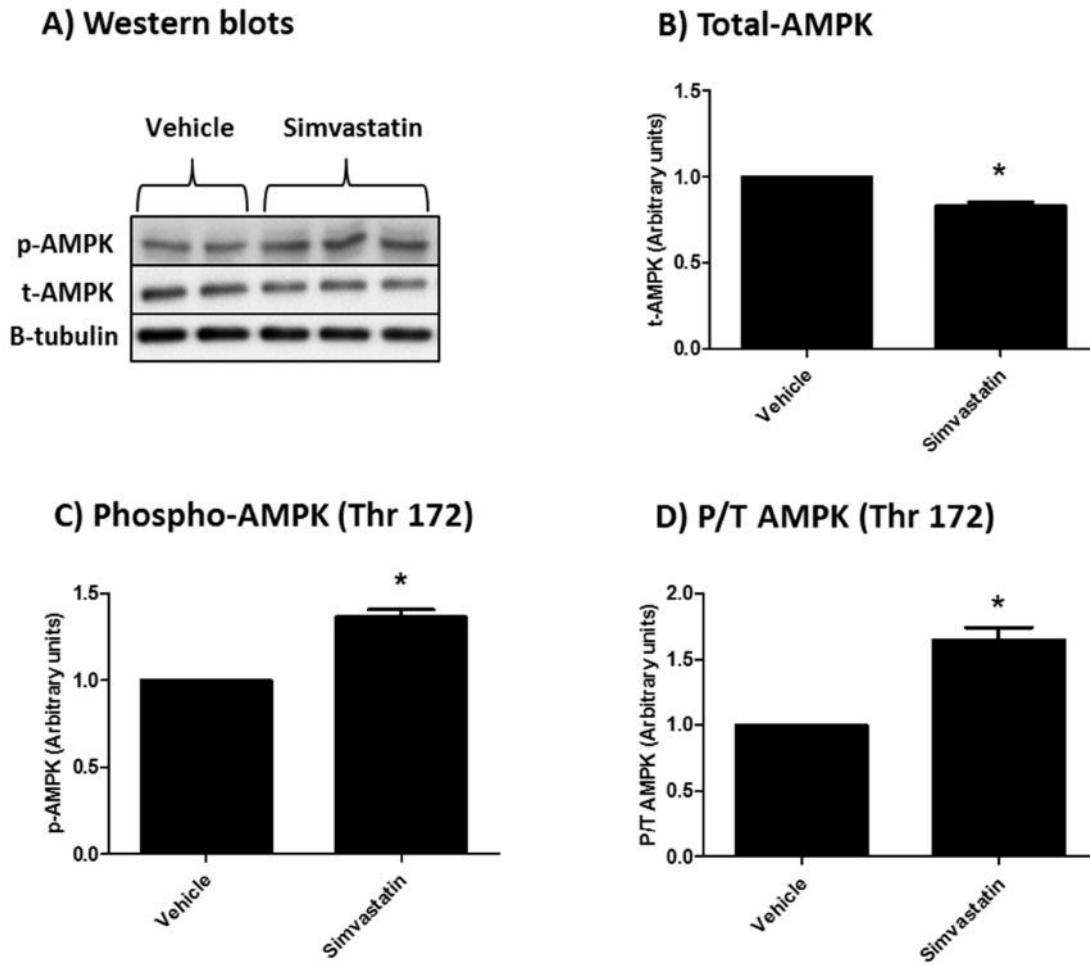 A) Western blots
Vehicle Simvastatin
p-AMPK
t-AMPK
B-tubulin
B) Total-AMPK
t-AMPK (Arbitrary units)
1.5
1.0
0.5
0.0
*
Vehicle
Simvastatin
C) Phospho-AMPK (Thr 172)
p-AMPK (Arbitrary units)
1.5
1.0
0.5
0.0
*
Vehicle
Simvastatin
D) P/T AMPK (Thr 172)
P/T AMPK (Arbitrary units)
2.0
1.5
1.0
0.5
0.0
*
Vehicle
Simvastatin